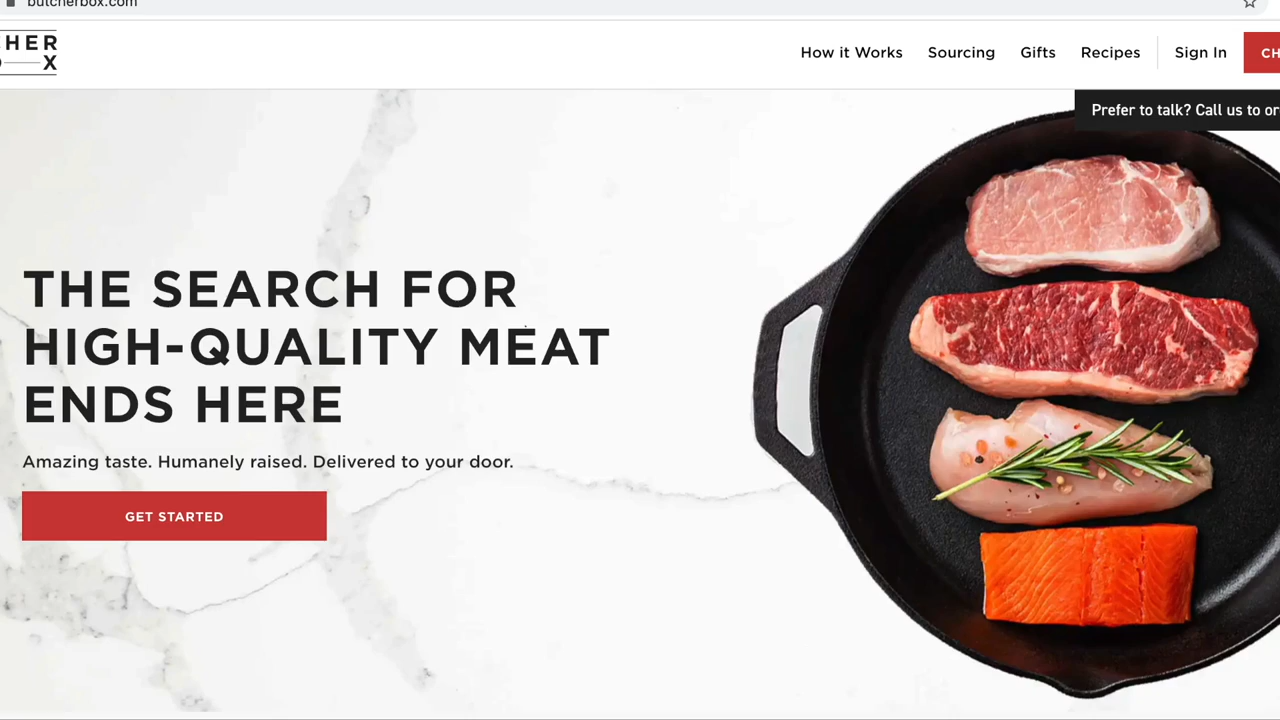 butcherbox.com
CHER
X
How it Works Sourcing Gifts Recipes Sign In CH
Prefer to talk? Call us to or
THE SEARCH FOR
HIGH-QUALITY MEAT
ENDS HERE
Amazing taste. Humanely raised. Delivered to your door.
GET STARTED